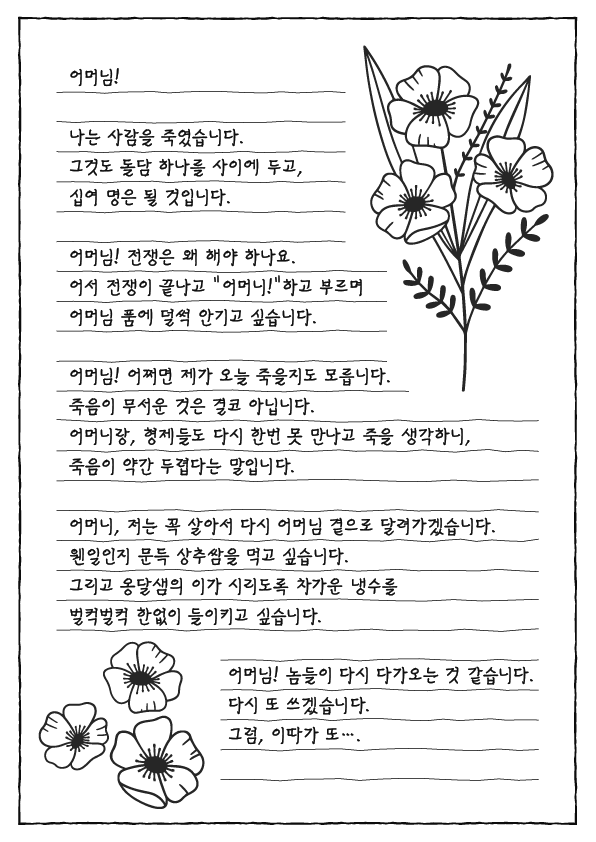 어머님!
나는 사람을 죽였습니다.
그것도 돌담 하나를 사이에 두고,
십여 명은 될 것입니다.
어머님! 전쟁은 왜 해야 하나요.
어서 전쟁이 끝나고 "어머니!"하고 부르며
어머님 품에 덜썩 안기고 싶습니다.
어머님! 어쩌면 제가 오늘 죽을지도 모릅니다.
죽음이 무서운 것은 결코 아닙니다.
어머니랑, 형제들도 다시 한번 못 만나고 죽을 생각하니,
죽음이 약간 두렵다는 말입니다.
어머니, 저는 꼭 살아서 다시 어머님 곁으로 달려가겠습니다.
웬일인지 문득 상추쌈을 먹고 싶습니다.
그리고 옹달샘의 이가 시리도록 차가운 냉수를
벌컥벌컥 한없이 들이키고 싶습니다.
어머님! 놈들이 다시 다가오는 것 같습니다.
다시 또 쓰겠습니다.
그럼, 이따가 또….